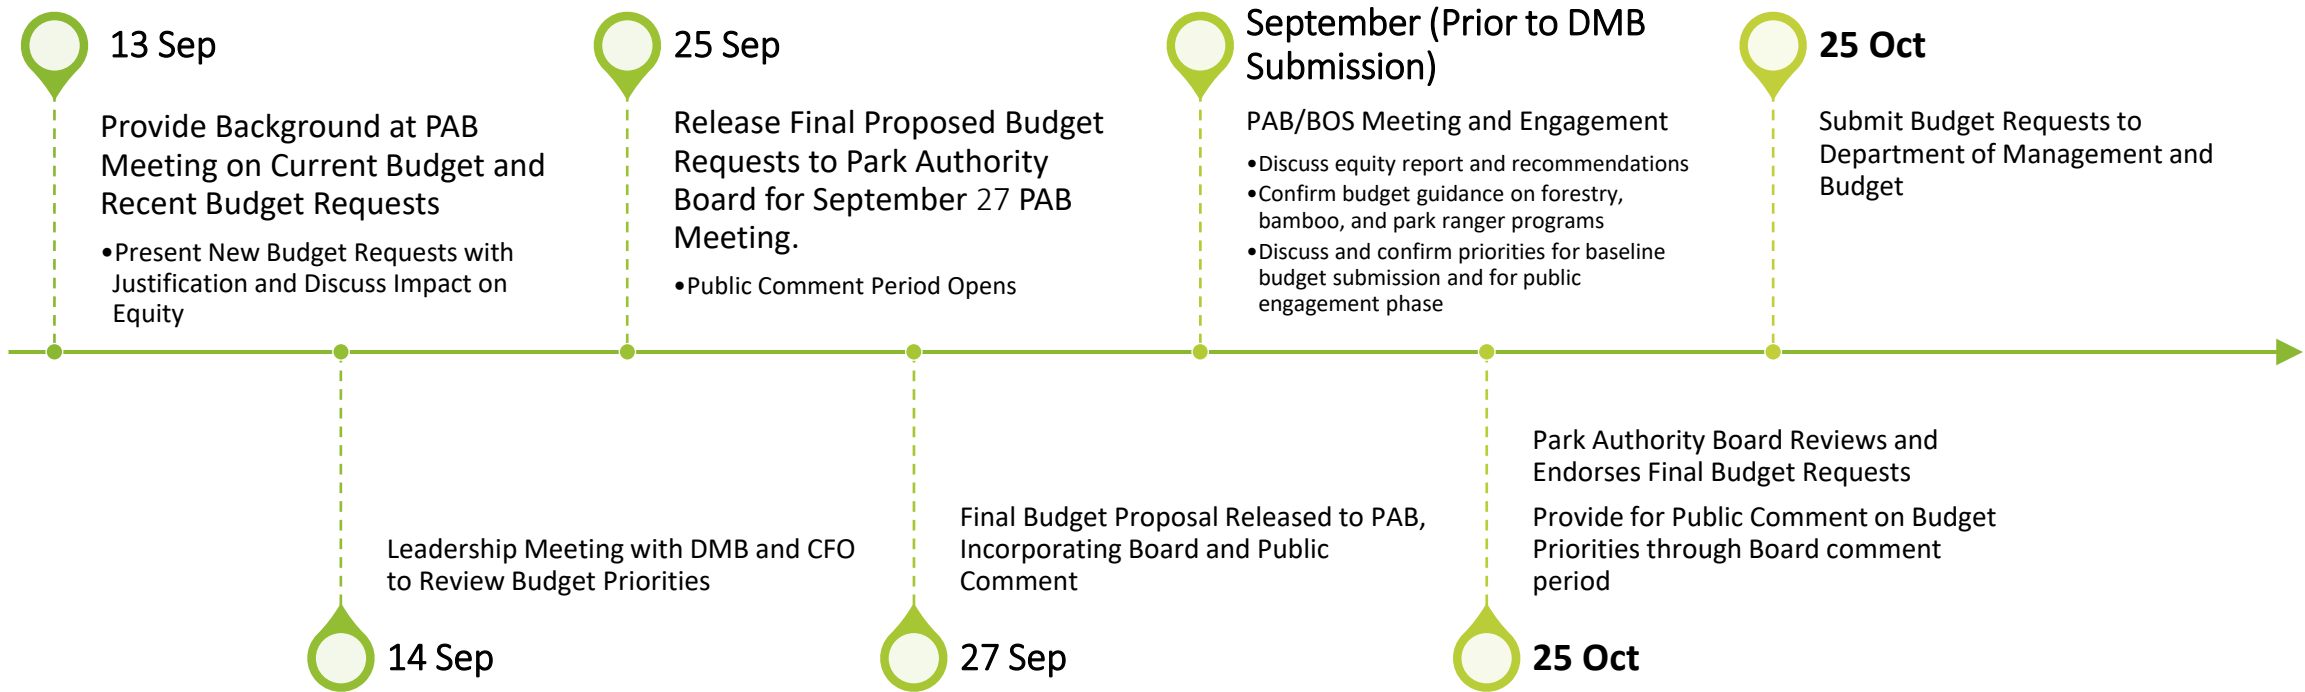 13 Sep
Provide Background at PAB
Meeting on Current Budget and
Recent Budget Requests
•Present New Budget Requests with
Justification and Discuss Impact on
Equity
Leadership Meeting with DMB and CFO
to Review Budget Priorities
14 Sep
25 Sep
Release Final Proposed Budget
Requests to Park Authority
Board for September 27 PAB
Meeting.
•Public Comment Period Opens
Final Budget Proposal Released to PAB,
Incorporating Board and Public
Comment
27 Sep
September (Prior to DMB
Submission)
PAB/BOS Meeting and Engagement
•Discuss equity report and recommendations
•Confirm budget guidance on forestry,
bamboo, and park ranger programs
•Discuss and confirm priorities for baseline
budget submission and for public
engagement phase
Park Authority Board Reviews and
Endorses Final Budget Requests
Provide for Public Comment on Budget
Priorities through Board comment
period
25 Oct
25 Oct
Submit Budget Requests to
Department of Management and
Budget